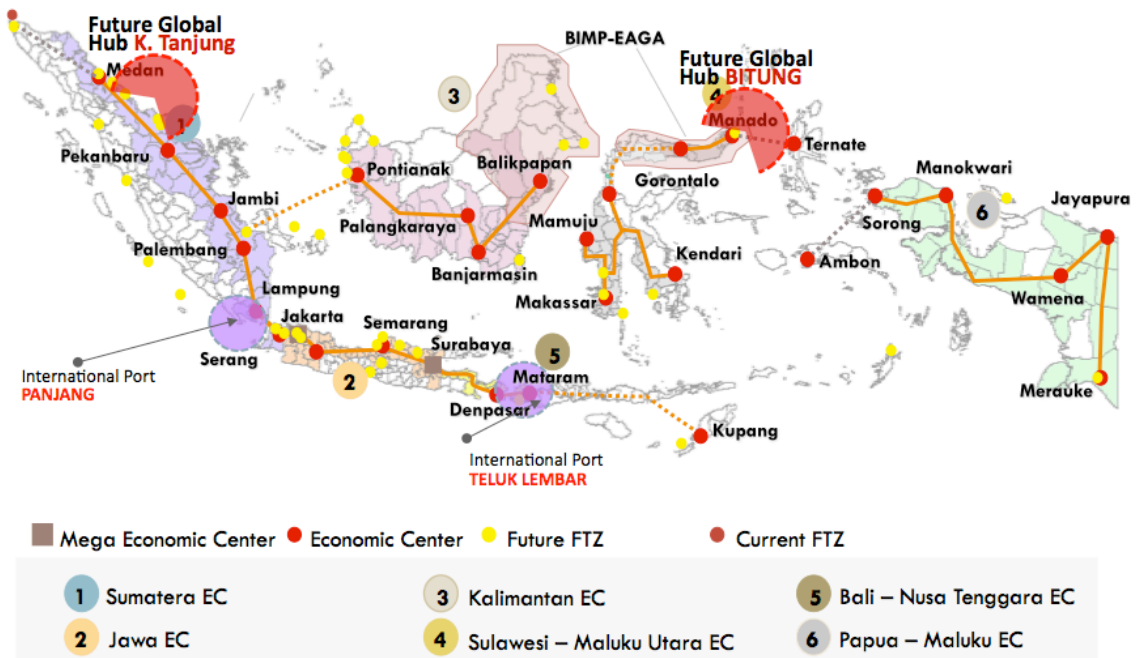 Future Global
Hub K. Tanjung
Medan
1
Pekanbaru
Jambi
Palembang
Lampung
Jakarta
Serang
International Port
PANJANG
Semarang
Surabaya
2
BIMP-EAGA
3
Pontianak
Balikpapan
Palangkaraya
Banjarmasin
Future Global
Hub BITUNG
4
Manado
Ternate
Gorontalo
Mamuju
Kendari
Makassar
Ambon
5
Mataram
Denpasar
Kupang
International Port
TELUK LEMBAR
Manokwari
6
Sorong
Jayapura
Wamena
Merauke
Mega Economic Center
Economic Center
Future FTZ
Current FTZ
1 Sumatera EC
3 Kalimantan EC
5 Bali – Nusa Tenggara EC
2 Jawa EC
4 Sulawesi – Maluku Utara EC
6 Papua – Maluku EC